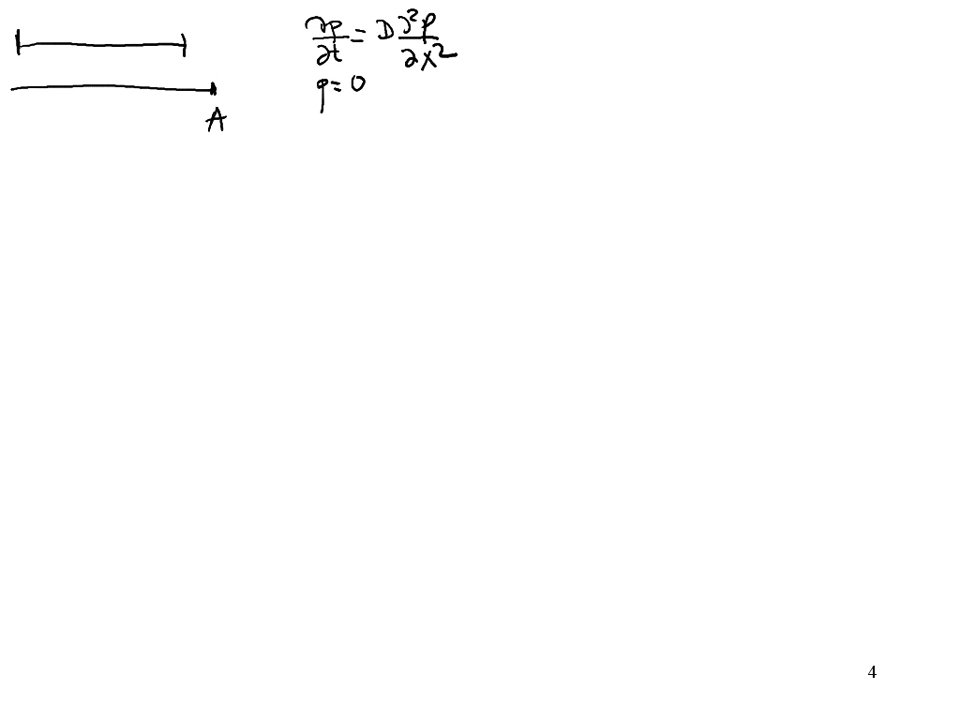 ∂p/∂t = D ∂²p/∂x²
p = 0
A
4